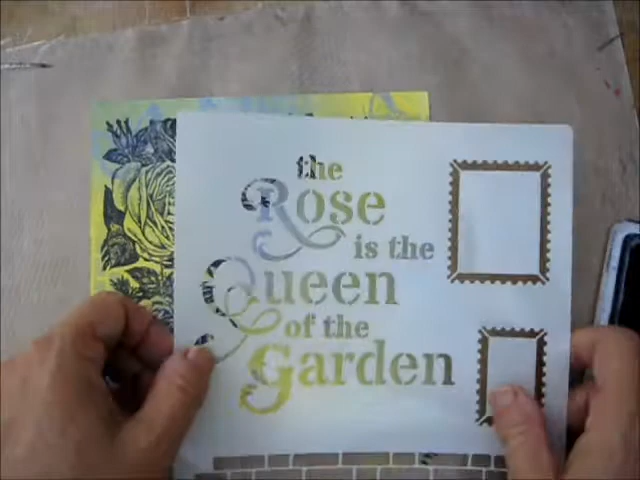 the
Rose
is the
Queen
of the
Garden